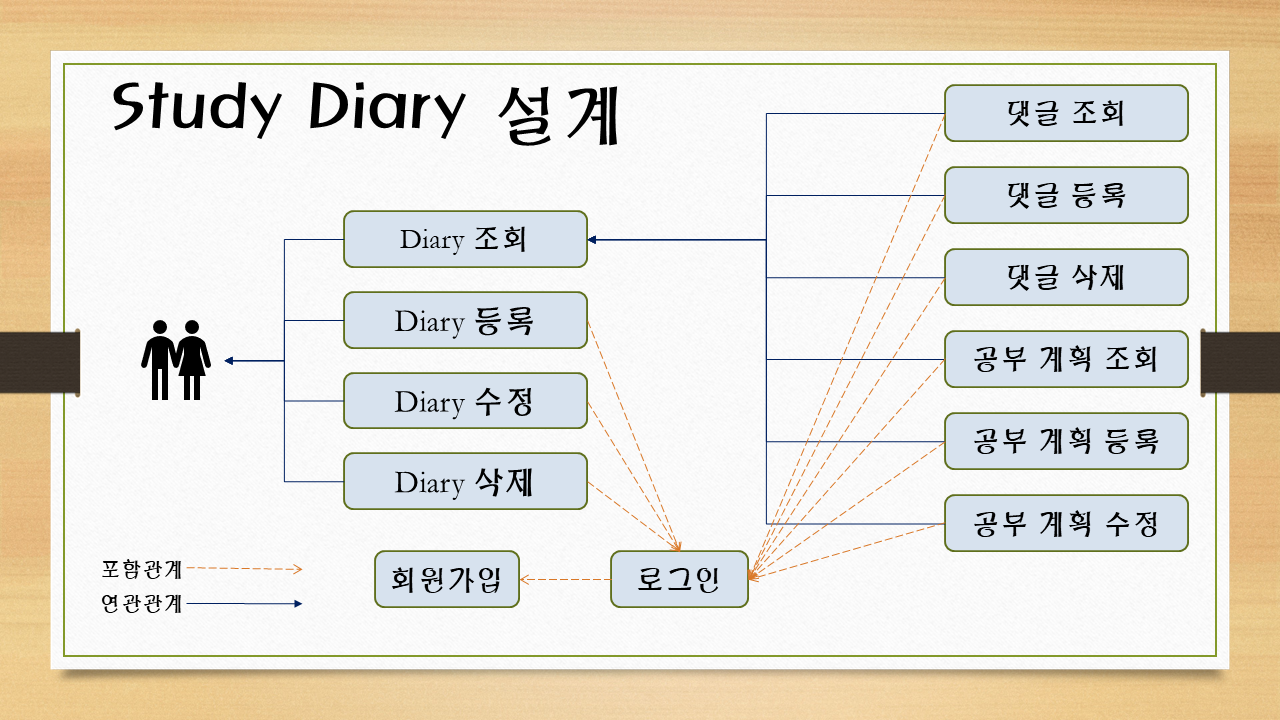 Study Diary 설계
Diary 조회
Diary 등록
Diary 수정
Diary 삭제
댓글 조회
댓글 등록
댓글 삭제
공부 계획 조회
공부 계획 등록
공부 계획 수정
회원가입
로그인
포함관계
연관관계